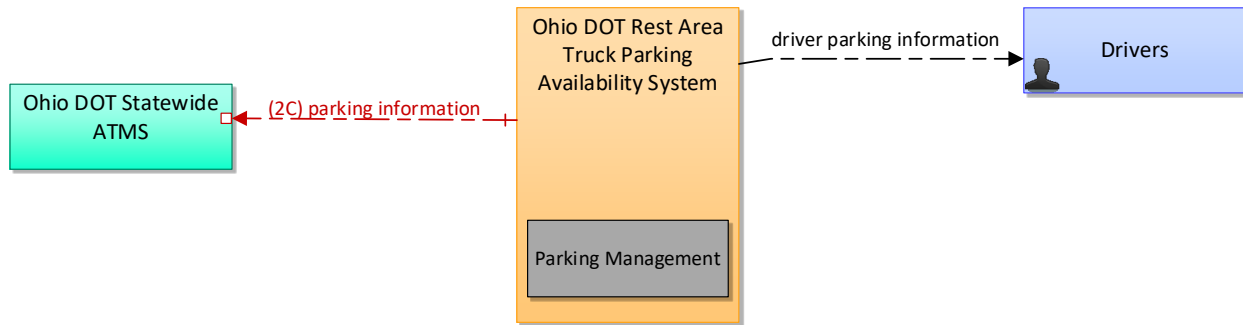 Ohio DOT Statewide
ATMS
(2C) parking information
Ohio DOT Rest Area
Truck Parking
Availability System
Parking Management
driver parking information
Drivers